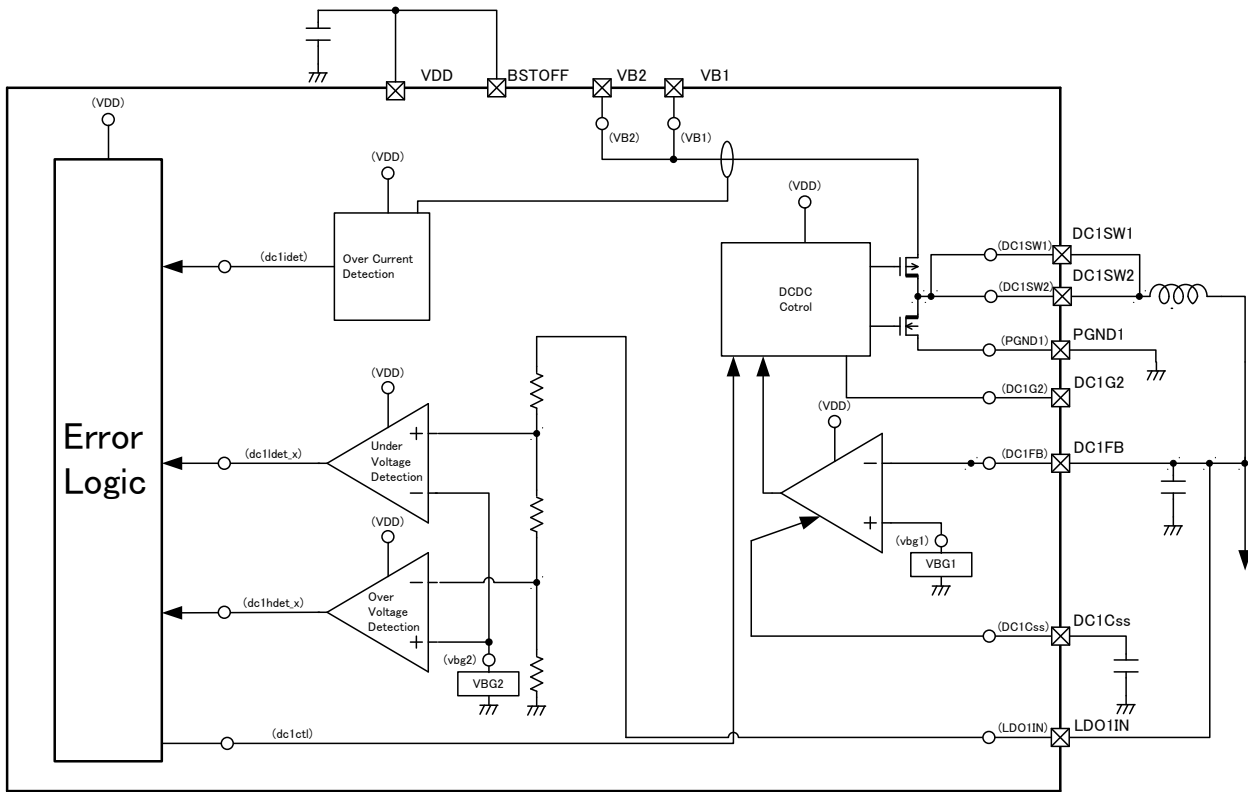 VDD
BSTOFF
VB2
VB1
(VDD)
(VB2)
(VB1)
(VDD)
(VDD)
DC1SW1
(DC1SW1)
(dc1idet)
Over Current
Detection
DCDC
Cotrol
DC1SW2
(DC1SW2)
PGND1
(PGND1)
DC1G2
(DC1G2)
(VDD)
(VDD)
Error
Logic
(dc1ldet_x)
+
Under
Voltage
Detection
−
−
(DC1FB)
DC1FB
+
(vbg1)
VBG1
(VDD)
(dc1hdet_x)
−
Over
Voltage
Detection
+
(vbg2)
VBG2
(DC1Css)
DC1Css
(dc1ctl)
(LDO1IN)
LDO1IN